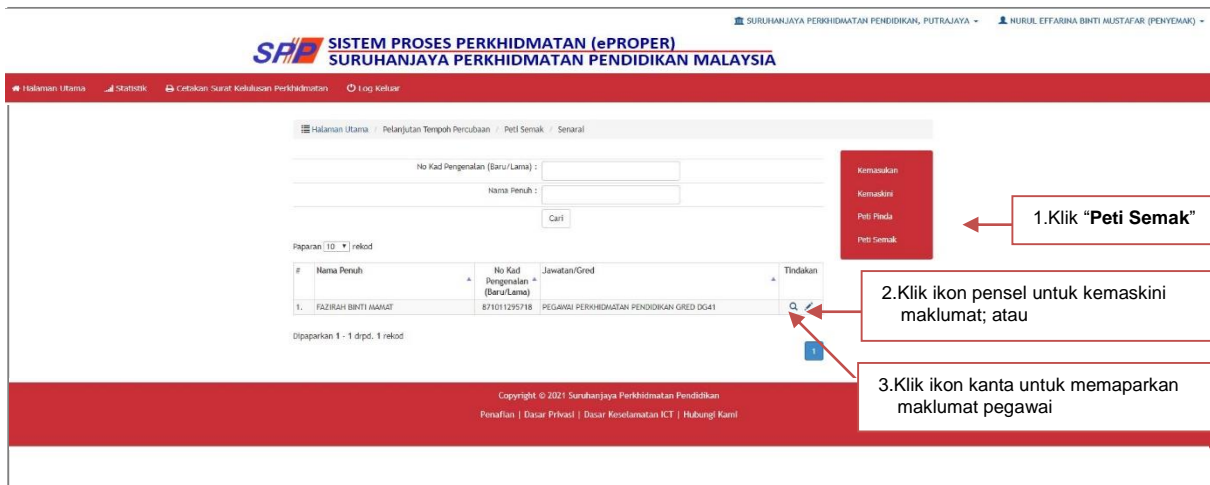 SURUHANJAYA PERKHIDMATAN PENDIDIKAN, PUTRAJAYA
NURUL EFFARINA BINTI MUSTAFAR (PENYEMAK)
SPP
SISTEM PROSES PERKHIDMATAN (ePROPER)
SURUHANJAYA PERKHIDMATAN PENDIDIKAN MALAYSIA
Halaman Utama Statistik Cetakan Surat Kelulusan Perkhidmatan Log Keluar
Halaman Utama / Pelanjutan Tempoh Percubaan / Peti Semak / Senarai
No Kad Pengenalan (Baru/Lama) :
Nama Penuh :
Cari
Kemasukan
Kemaskini
Peti Pinda
Peti Semak
1.Klik “Peti Semak”
Paparan 10 rekod
# Nama Penuh No Kad Pengenalan (Baru/Lama) Jawatan/Gred Tindakan
1. FAZIRAH BINTI MAMAT 871011295718 PEGAWAI PERKHIDMATAN PENDIDIKAN GRED DG41
2.Klik ikon pensel untuk kemaskini
maklumat; atau
Dipaparkan 1 - 1 drpd. 1 rekod
1
3.Klik ikon kanta untuk memaparkan
maklumat pegawai
Copyright © 2021 Suruhanjaya Perkhidmatan Pendidikan
Penafian | Dasar Privasi | Dasar Keselamatan ICT | Hubungi Kami